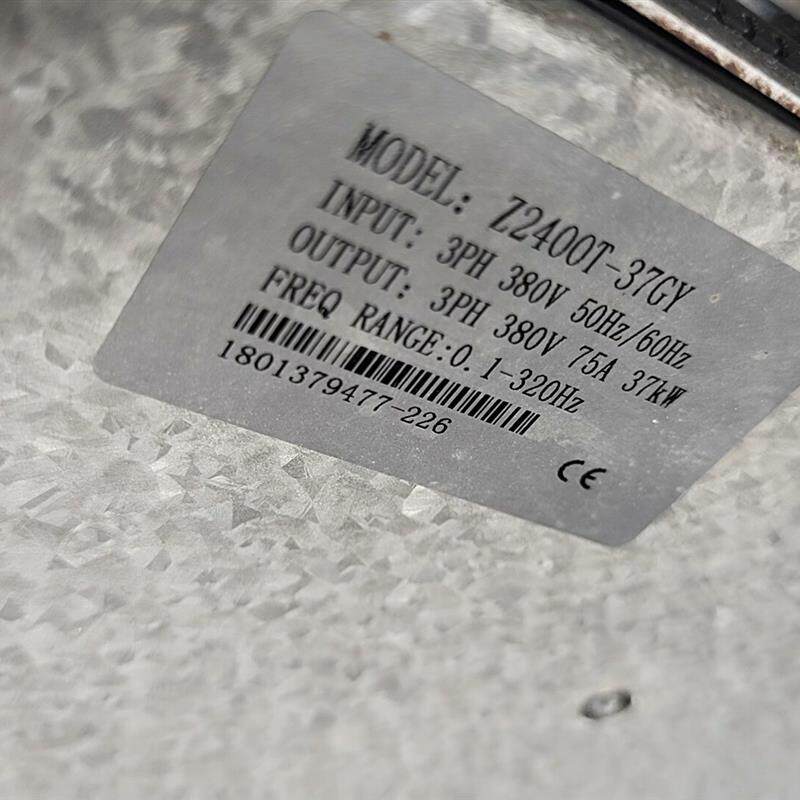 MODEL: Z2400T-37GY
INPUT: 3PH 380V 50Hz/60Hz
OUTPUT: 3PH 380V 75A 37kW
FREQ RANGE:0.1-320Hz
1801379477-226
CE